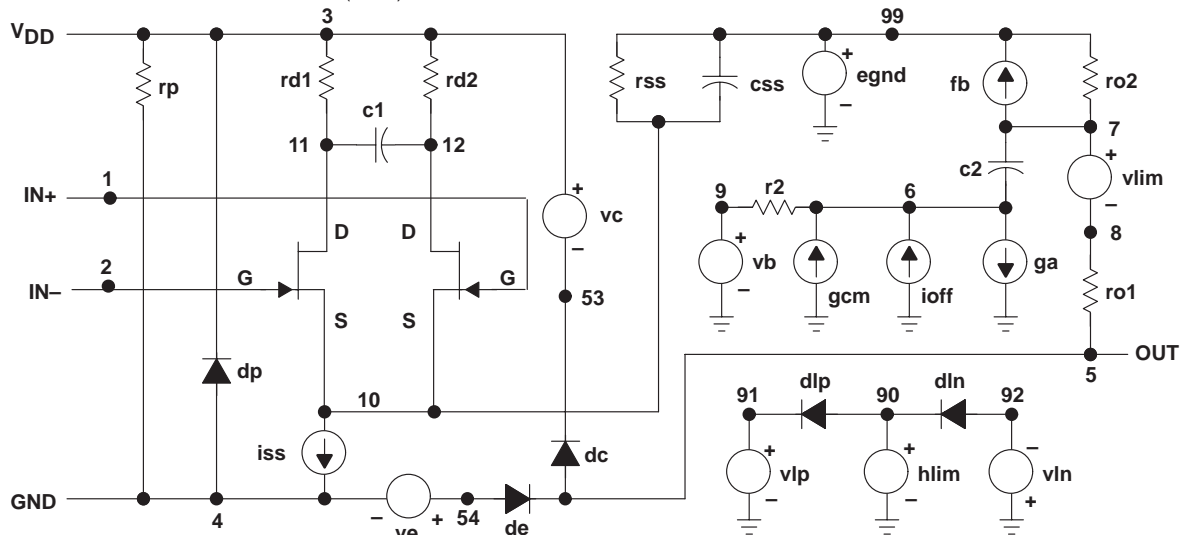 3
99
VDD
rp
rd1
rd2
rss
css
egnd
fb
ro2
c1
11
12
7
c2
vlim
1
IN+
9
r2
6
8
vc
D
D
vb
gcm
ioff
ga
2
IN–
G
G
53
ro1
S
S
OUT
5
dp
10
91
dlp
90
dln
92
iss
dc
vlp
hlim
vln
GND
4
54
de
ve